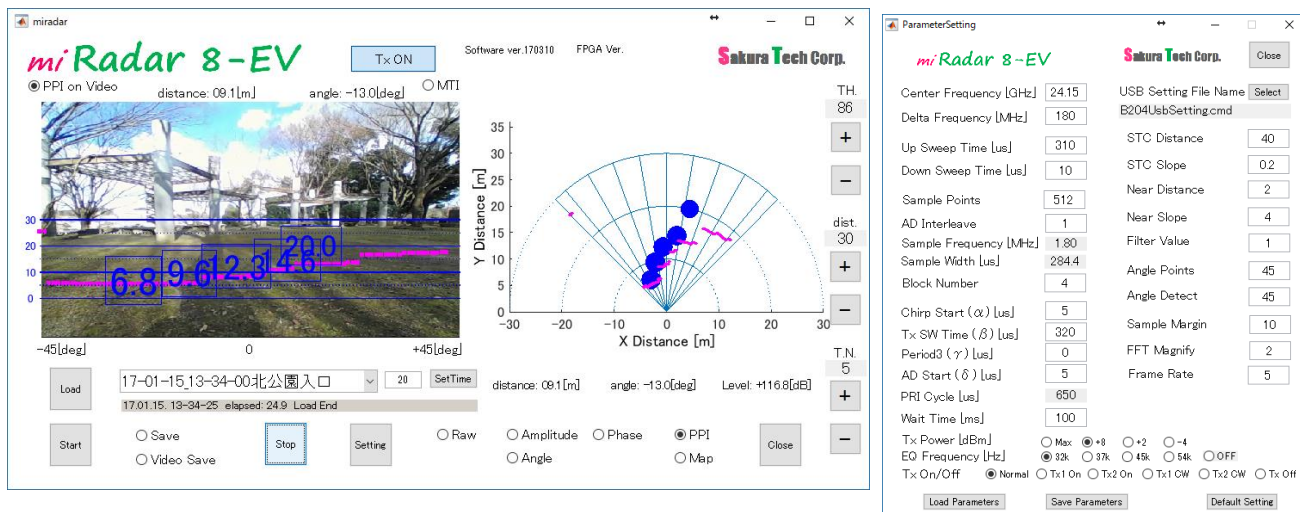 miradar
mi Radar 8-EV
Tx ON
Software ver.170310 FPGA Ver.
Sakura Tech Corp.
PPI on Video
distance: 09.1[m]
angle: -13.0[deg]
MTI
TH.
86
+
−
dist.
30
+
−
T.N.
5
+
−
30
20
10
0
6.8
9.6
12.3
14.6
20.0
-45[deg]
0
+45[deg]
Y Distance [m]
35
30
25
20
15
10
5
0
-30
-20
-10
0
10
20
30
X Distance [m]
Load
17-01-15_13-34-00北公園入口
20
SetTime
17.01.15. 13-34-25 elapsed: 24.9 Load End
distance: 09.1[m] angle: -13.0[deg] Level: +116.8[dB]
Start
Save
Video Save
Stop
Setting
Raw
Amplitude
Phase
PPI
Angle
Map
Close
ParameterSetting
mi Radar 8-EV
Sakura Tech Corp.
Close
Center Frequency [GHz] 24.15
Delta Frequency [MHz] 180
Up Sweep Time [us] 310
Down Sweep Time [us] 10
Sample Points 512
AD Interleave 1
Sample Frequency [MHz] 1.80
Sample Width [us] 284.4
Block Number 4
Chirp Start (α) [us] 5
Tx SW Time (β) [us] 320
Period3 (γ) [us] 0
AD Start (δ) [us] 5
PRI Cycle [us] 650
Wait Time [ms] 100
USB Setting File Name Select
B204UsbSetting.cmd
STC Distance 40
STC Slope 0.2
Near Distance 2
Near Slope 4
Filter Value 1
Angle Points 45
Angle Detect 45
Sample Margin 10
FFT Magnify 2
Frame Rate 5
Tx Power [dBm] Max +8 +2 -4
EQ Frequency [Hz] 32k 37k 45k 54k OFF
Tx On/Off Normal Tx1 On Tx2 On Tx1 CW Tx2 CW Tx Off
Load Parameters
Save Parameters
Default Setting